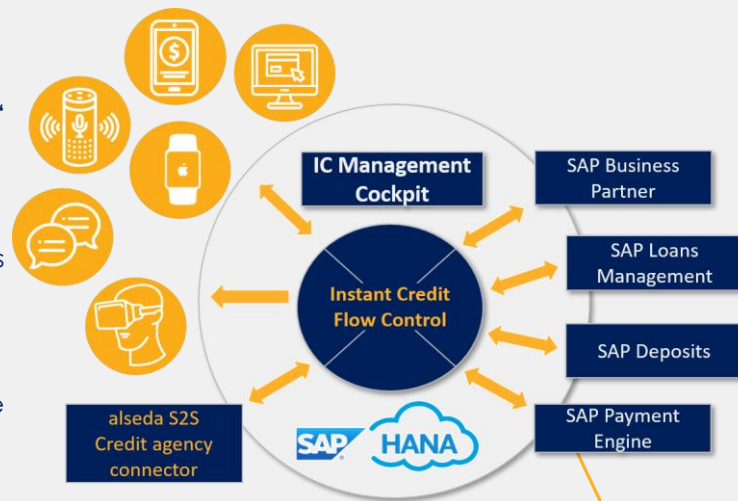 IC Management
Cockpit
SAP Business
Partner
SAP Loans
Management
Instant Credit
Flow Control
SAP Deposits
SAP Payment
Engine
alseda S2S
Credit agency
connector
SAP HANA
$
s
e